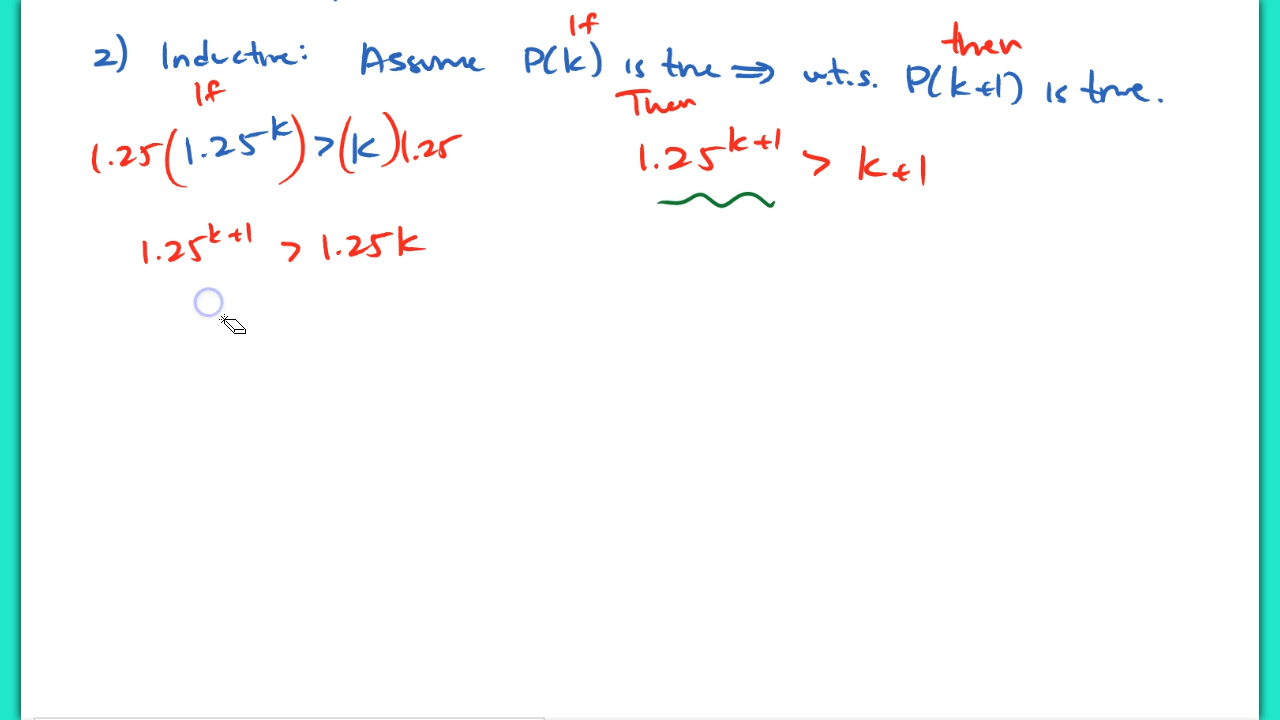 If
2) Inductive: Assume P(k) is true ⇒ w.t.s. P(k+1) is true.
then
If
Then
1.25(1.25^k) > (k)1.25
1.25^{k+1} > k+1
1.25^{k+1} > 1.25k